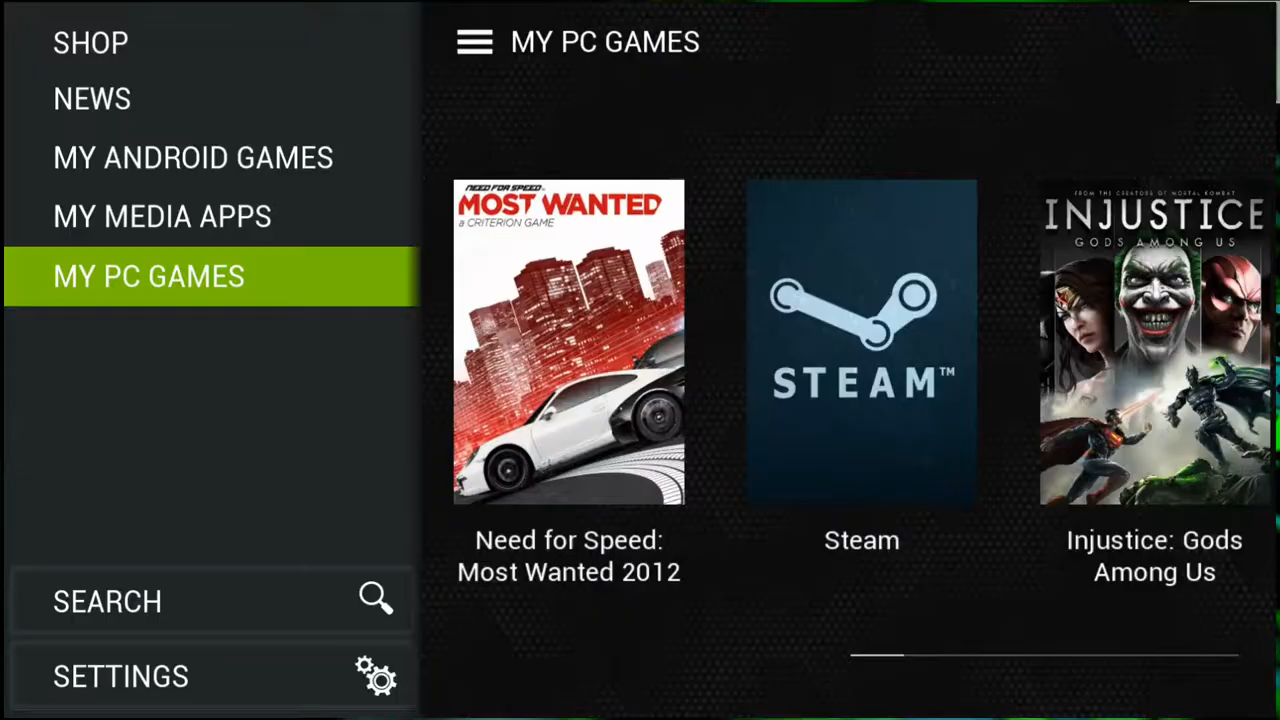 SHOP
NEWS
MY ANDROID GAMES
MY MEDIA APPS
MY PC GAMES
SEARCH
SETTINGS
MY PC GAMES
NEED FOR SPEED
MOST WANTED
a CRITERION GAME
Need for Speed:
Most Wanted 2012
STEAM™
Steam
FROM THE CREATORS OF MORTAL KOMBAT
INJUSTICE
GODS AMONG US
Injustice: Gods
Among Us